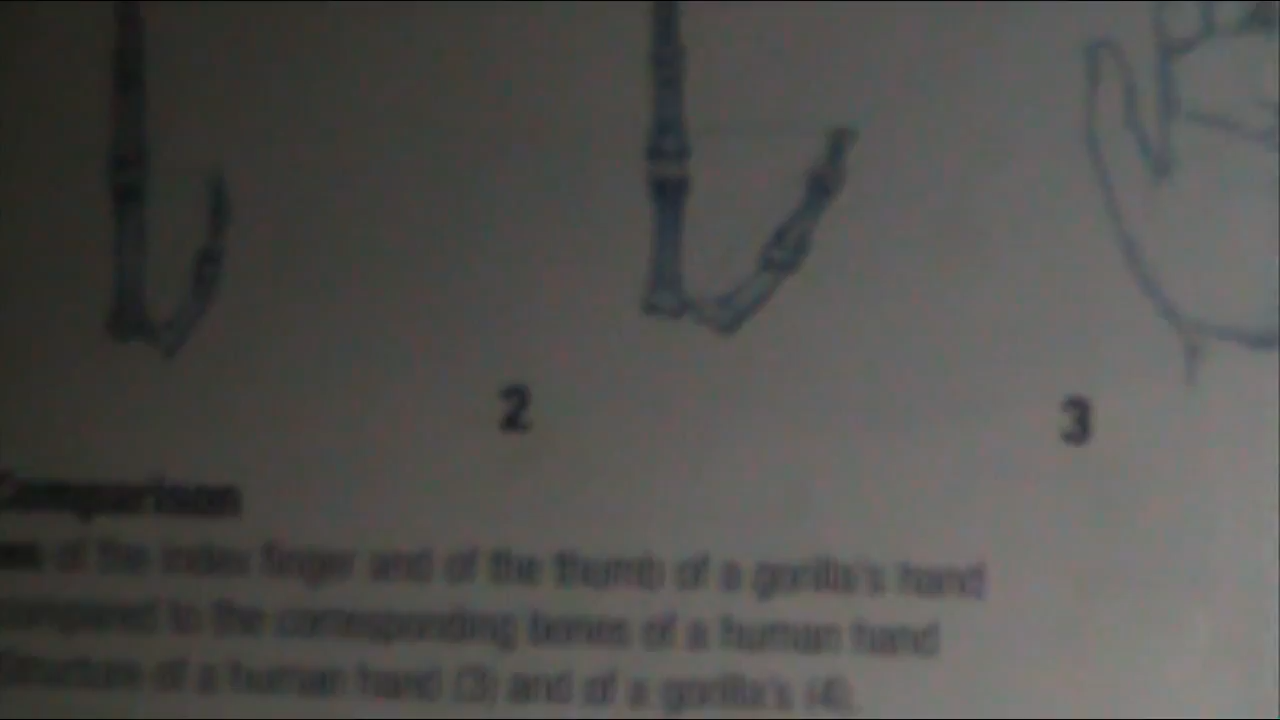 2
3
Comparison
of the index finger and of the thumb of a gorilla's hand
compared to the corresponding bones of a human hand
Structure of a human hand (3) and of a gorilla's (4).